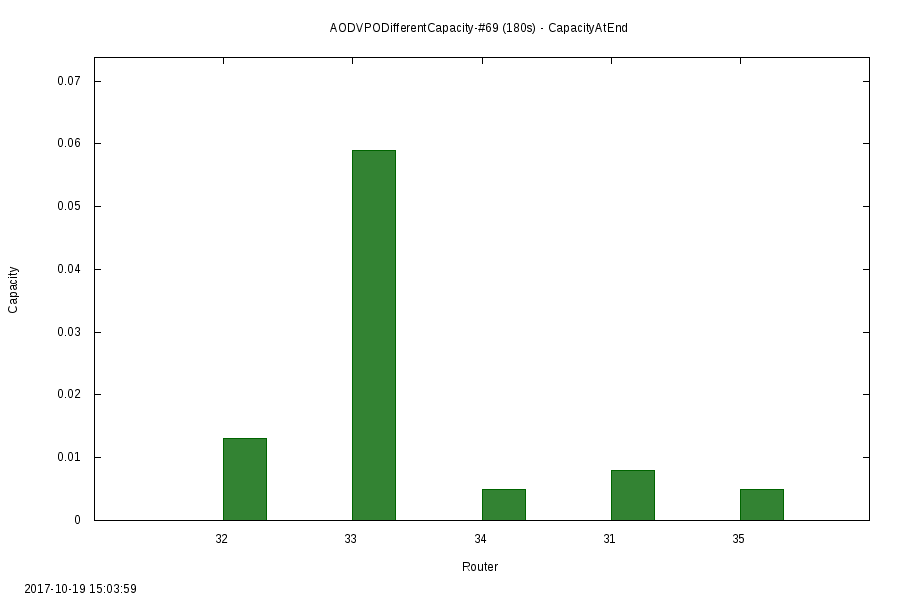 AODVPODifferentCapacity-#69 (180s) - CapacityAtEnd
0.07
0.06
0.05
0.04
0.03
0.02
0.01
0
Capacity
32 33 34 31 35
Router
2017-10-19 15:03:59